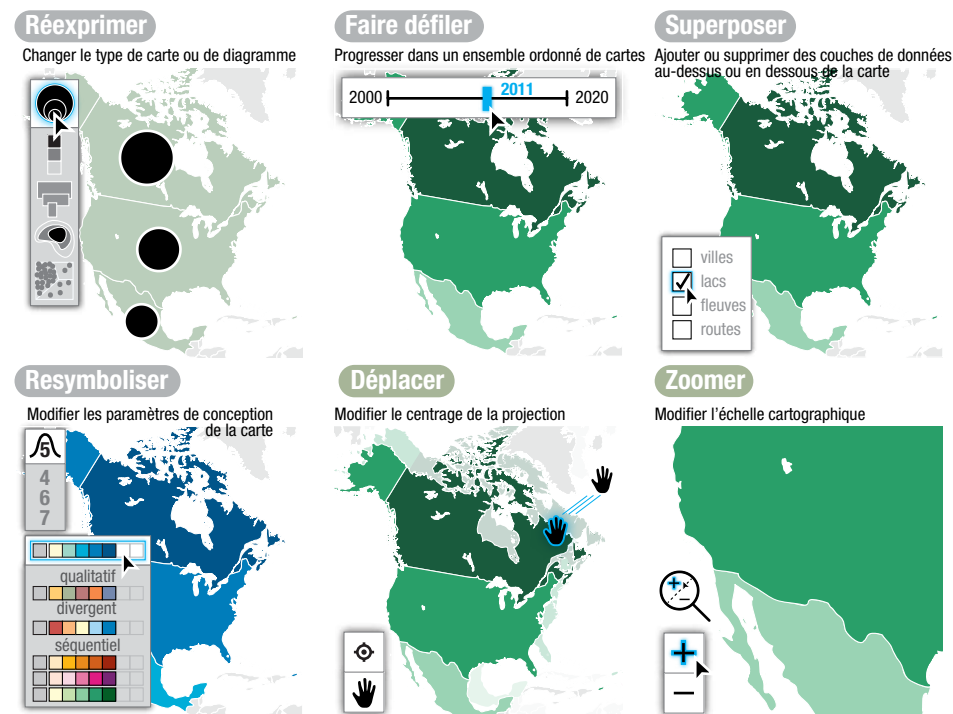 Réexprimer
Changer le type de carte ou de diagramme
Faire défiler
Progresser dans un ensemble ordonné de cartes
2000
2011
2020
Superposer
Ajouter ou supprimer des couches de données
au-dessus ou en dessous de la carte
villes
lacs
fleuves
routes
Resymboliser
Modifier les paramètres de conception
de la carte
5
4
6
7
qualitatif
divergent
séquentiel
Déplacer
Modifier le centrage de la projection
Zoomer
Modifier l'échelle cartographique
+
−
+
−